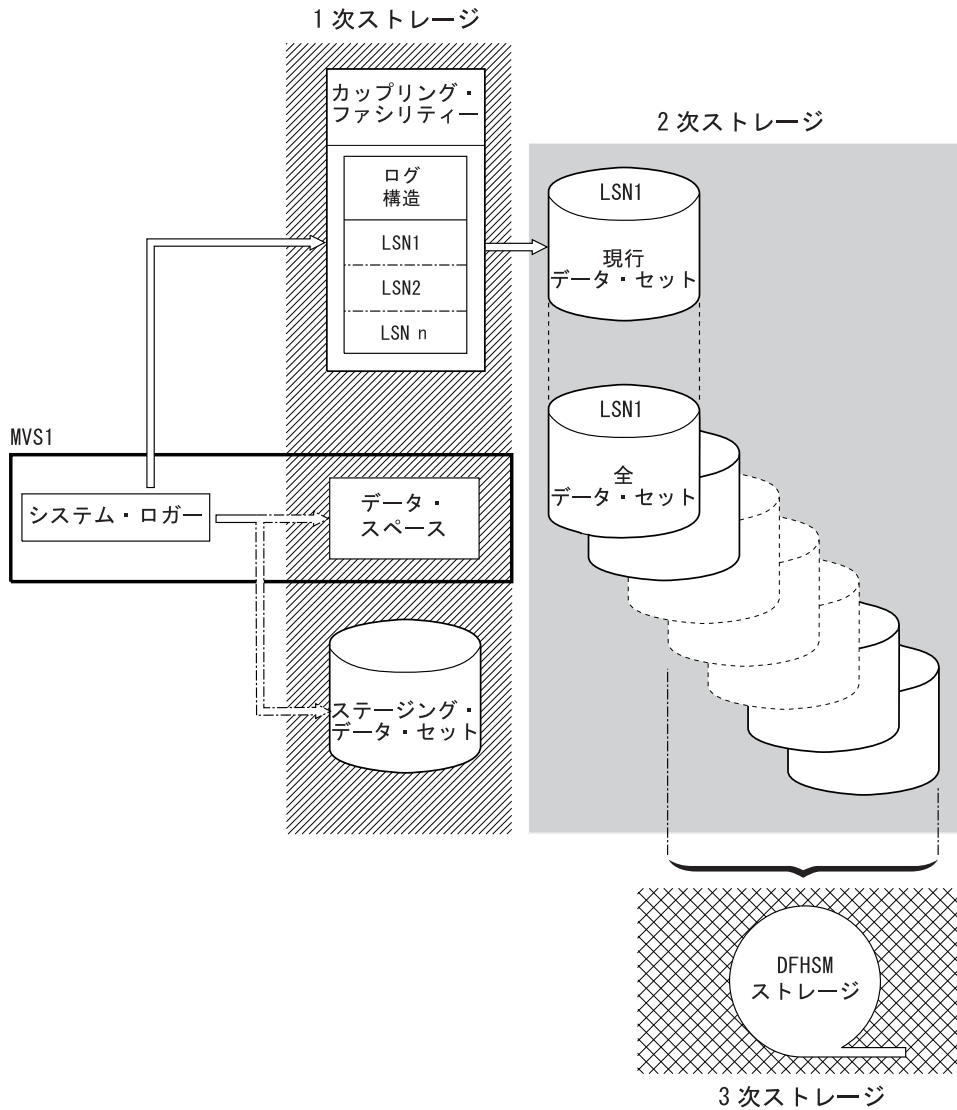 1 次ストレージ
カップリング・
ファシリティー
2 次ストレージ
ログ
構造
LSN1
LSN2
LSN n
LSN1
現行
データ・セット
LSN1
全
データ・セット
MVS1
システム・ロガー
データ・
スペース
ステージング・
データ・セット
DFHSM
ストレージ
3 次ストレージ